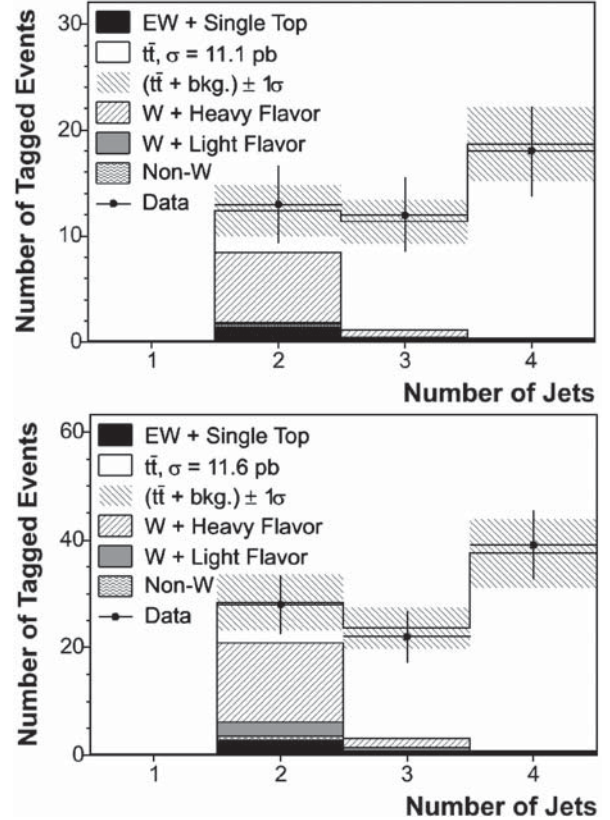 Number of Tagged Events
30
20
10
0
EW + Single Top
tt̄, σ = 11.1 pb
(tt̄ + bkg.) ± 1σ
W + Heavy Flavor
W + Light Flavor
Non-W
Data
1 2 3 4
Number of Jets
Number of Tagged Events
60
40
20
0
EW + Single Top
tt̄, σ = 11.6 pb
(tt̄ + bkg.) ± 1σ
W + Heavy Flavor
W + Light Flavor
Non-W
Data
1 2 3 4
Number of Jets